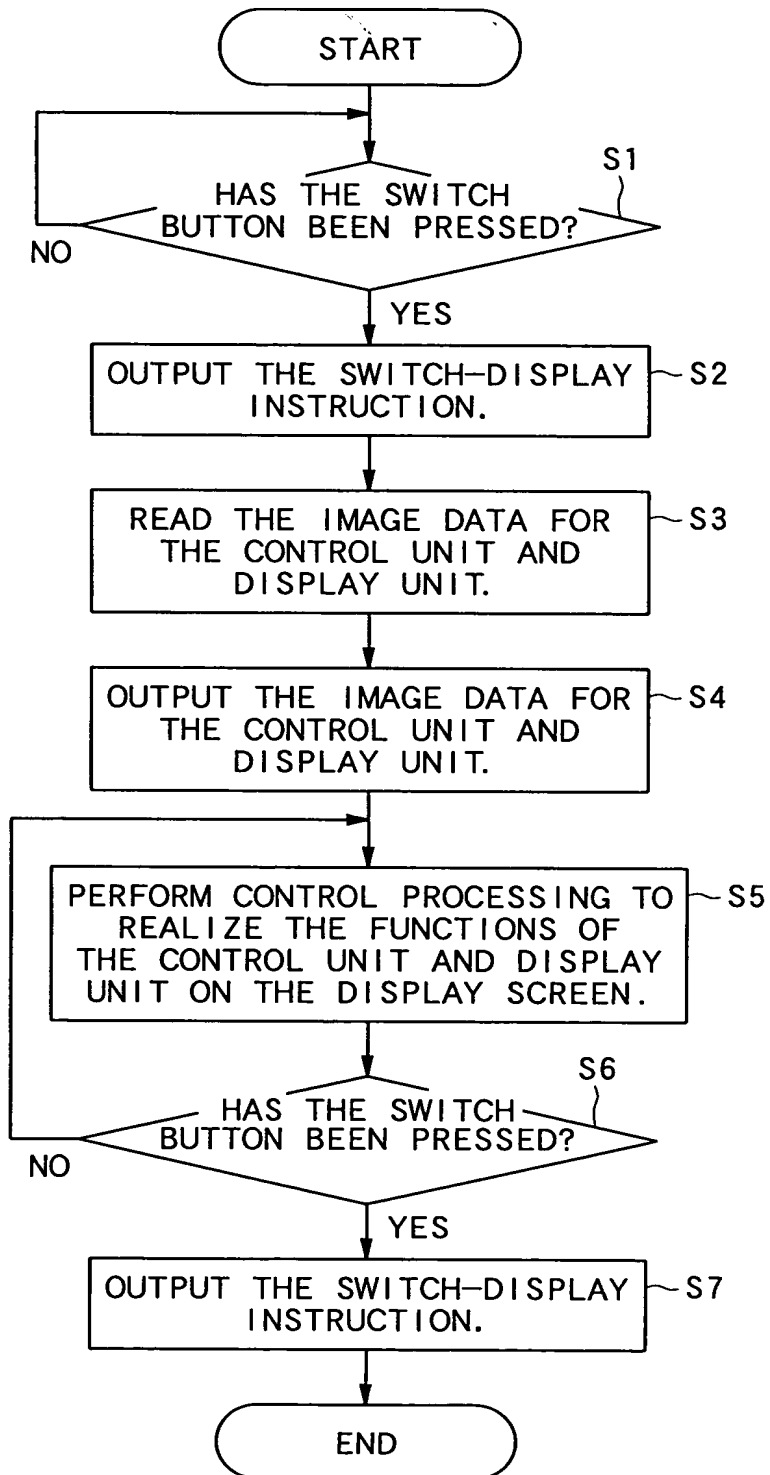 START
HAS THE SWITCH
BUTTON BEEN PRESSED?
S1
NO
YES
OUTPUT THE SWITCH-DISPLAY
INSTRUCTION.
S2
READ THE IMAGE DATA FOR
THE CONTROL UNIT AND
DISPLAY UNIT.
S3
OUTPUT THE IMAGE DATA FOR
THE CONTROL UNIT AND
DISPLAY UNIT.
S4
PERFORM CONTROL PROCESSING TO
REALIZE THE FUNCTIONS OF
THE CONTROL UNIT AND DISPLAY
UNIT ON THE DISPLAY SCREEN.
S5
HAS THE SWITCH
BUTTON BEEN PRESSED?
S6
NO
YES
OUTPUT THE SWITCH-DISPLAY
INSTRUCTION.
S7
END